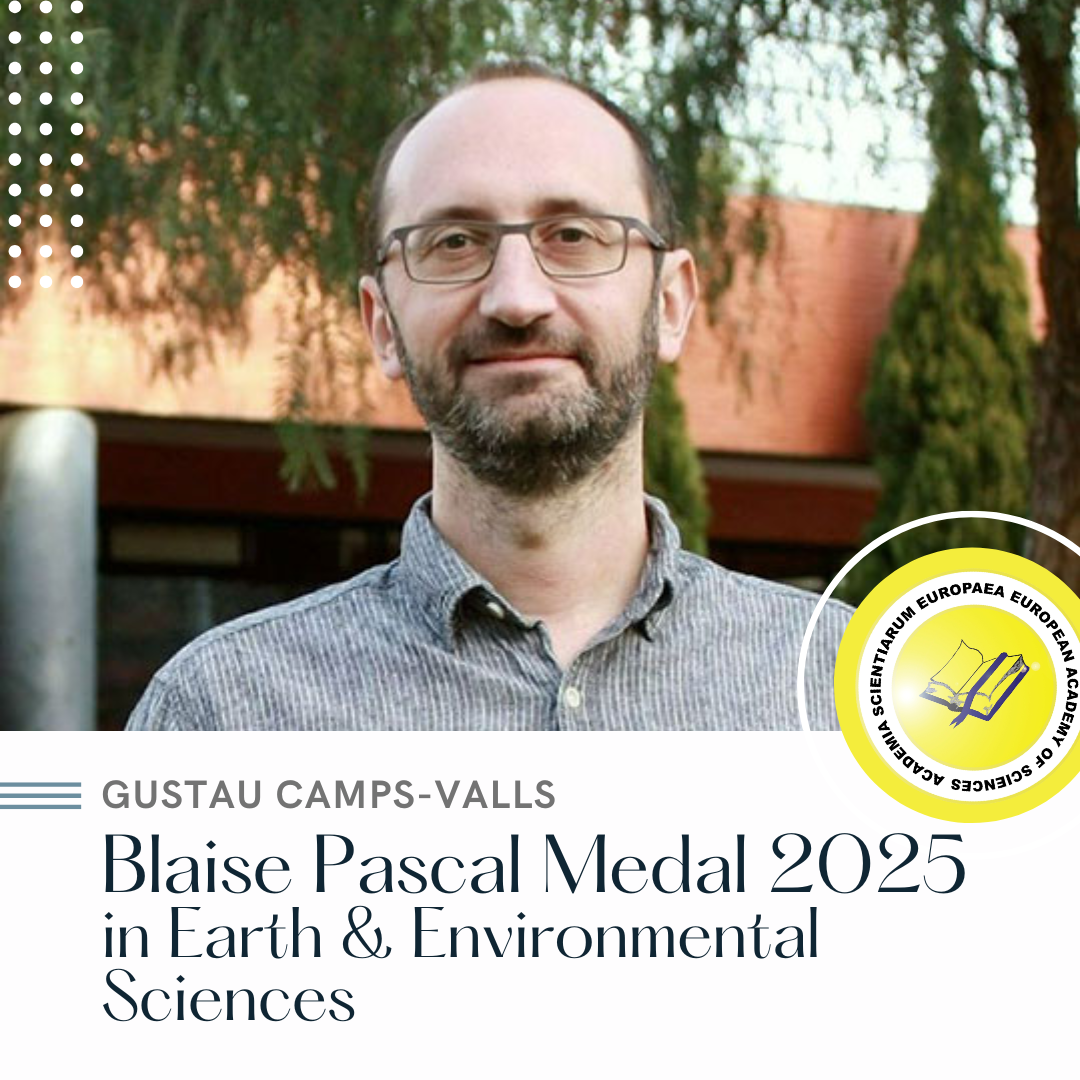 ACADEMIA SCIENTIARUM EUROPAEA EUROPEAN ACADEMY OF SCIENCES
GUSTAU CAMPS-VALLS
Blaise Pascal Medal 2025
in Earth & Environmental
Sciences